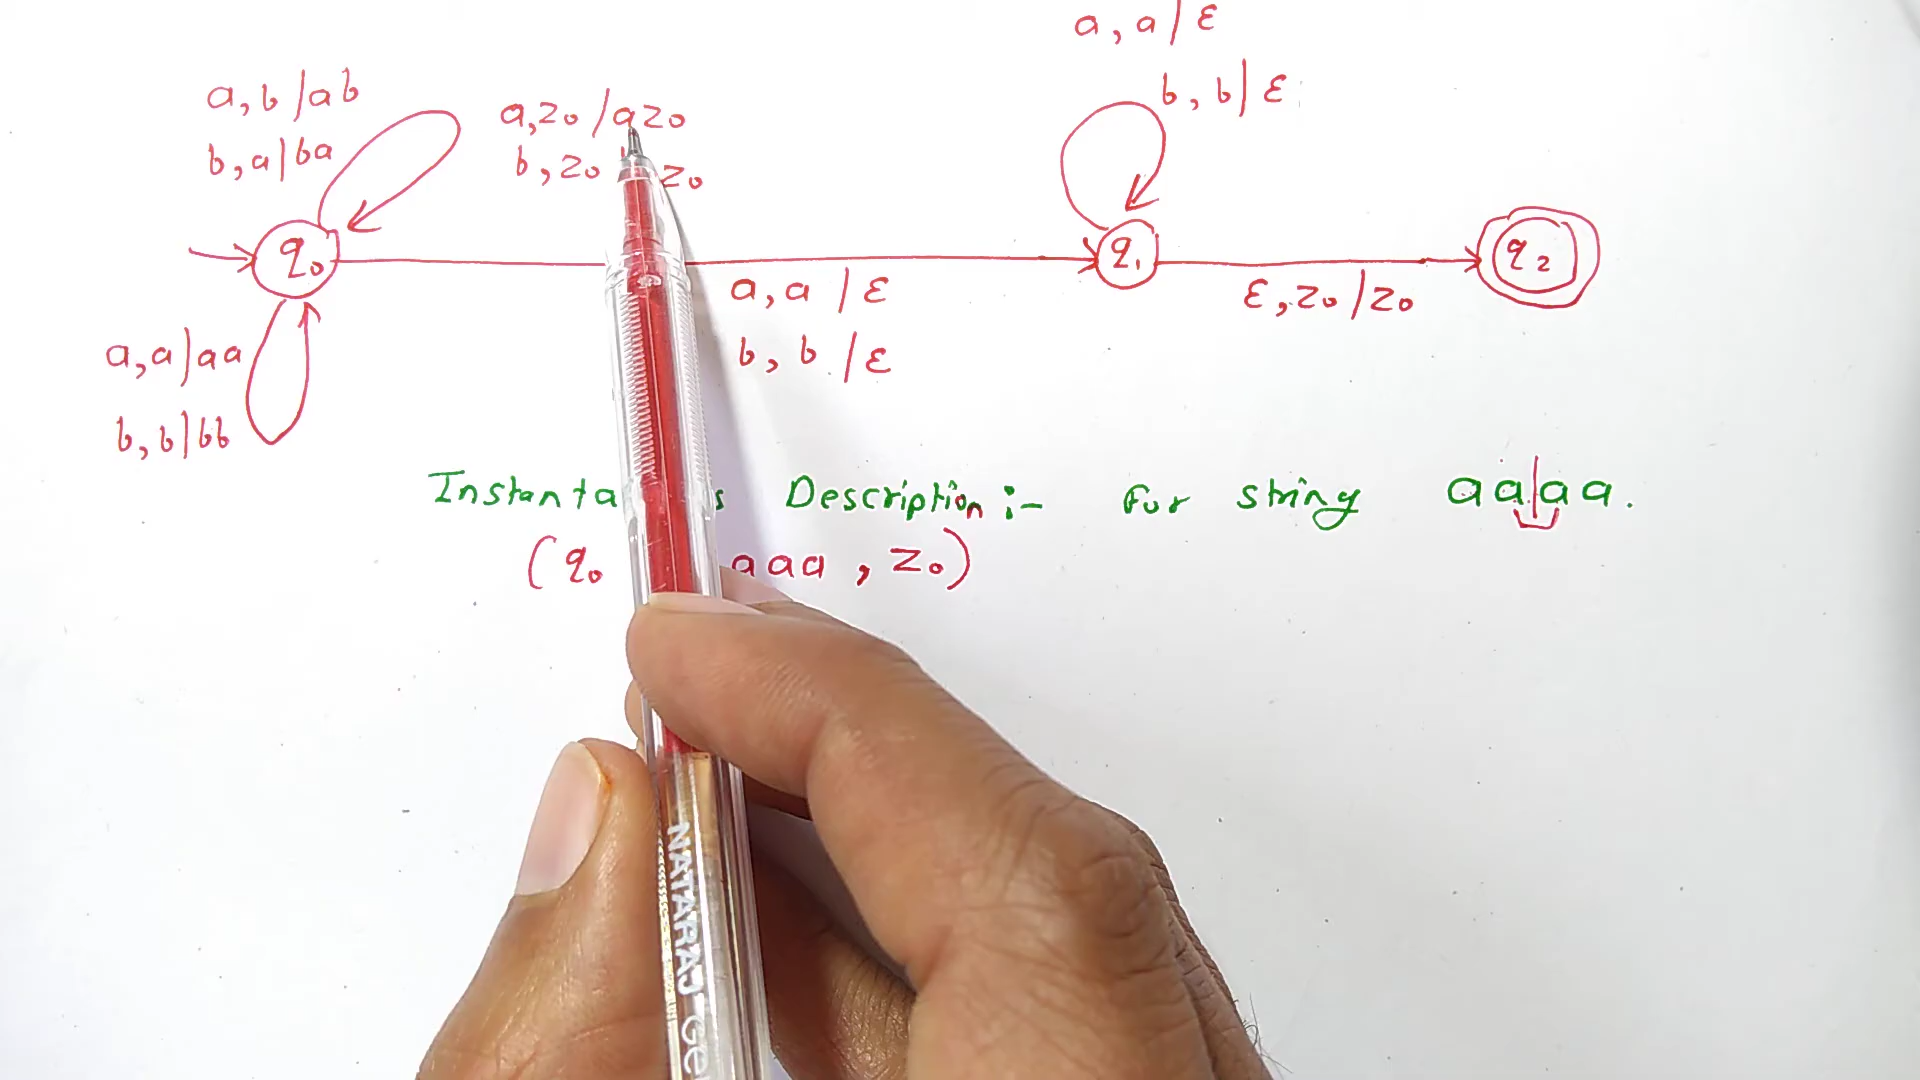 a, a / ε
b, b / ε
a, b / ab
b, a / ba
a, z₀ / az₀
b, z₀ z₀
q₀
q₁
q₂
a, a / ε
b, b / ε
ε, z₀ / z₀
a, a / aa
b, b / bb
Description :- For string aa|aa.
(q₀ aaa , z₀)
NATARAJ